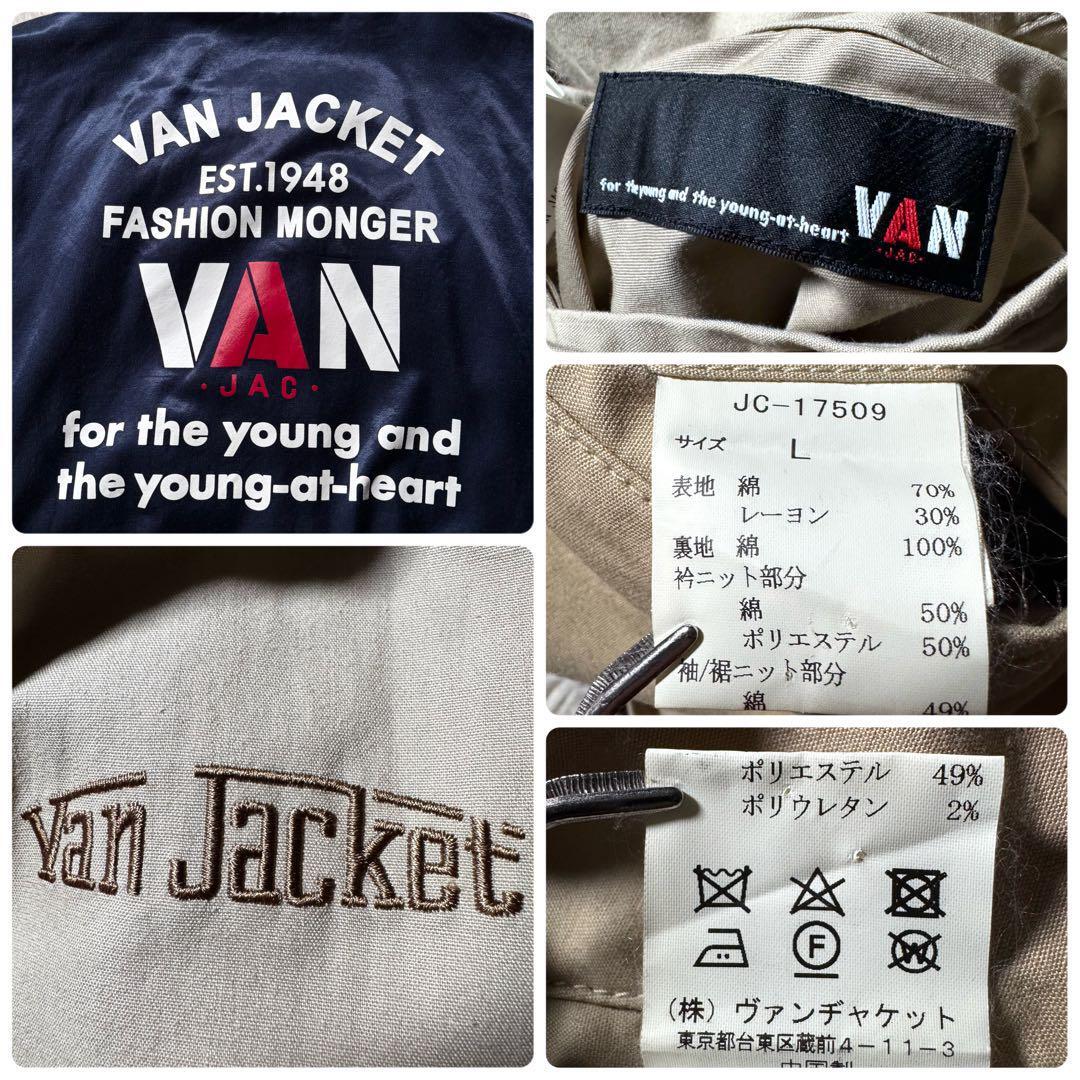 VAN JACKET
EST.1948
FASHION MONGER
VAN
・JAC・
for the young and
the young-at-heart
for the young and the young-at-heart
VAN
・JAC・
JC-17509
サイズ L
表地 綿 70%
レーヨン 30%
裏地 綿 100%
衿ニット部分
綿 50%
ポリエステル 50%
袖/裾ニット部分
綿 49%
Van Jacket
ポリエステル 49%
ポリウレタン 2%
F
W
(株)ヴァンヂャケット
東京都台東区蔵前4-11-3
中国製